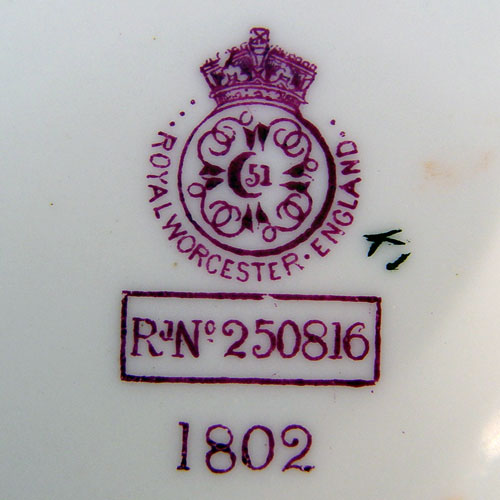 ROYAL WORCESTER · ENGLAND
51
RdNo 250816
1802